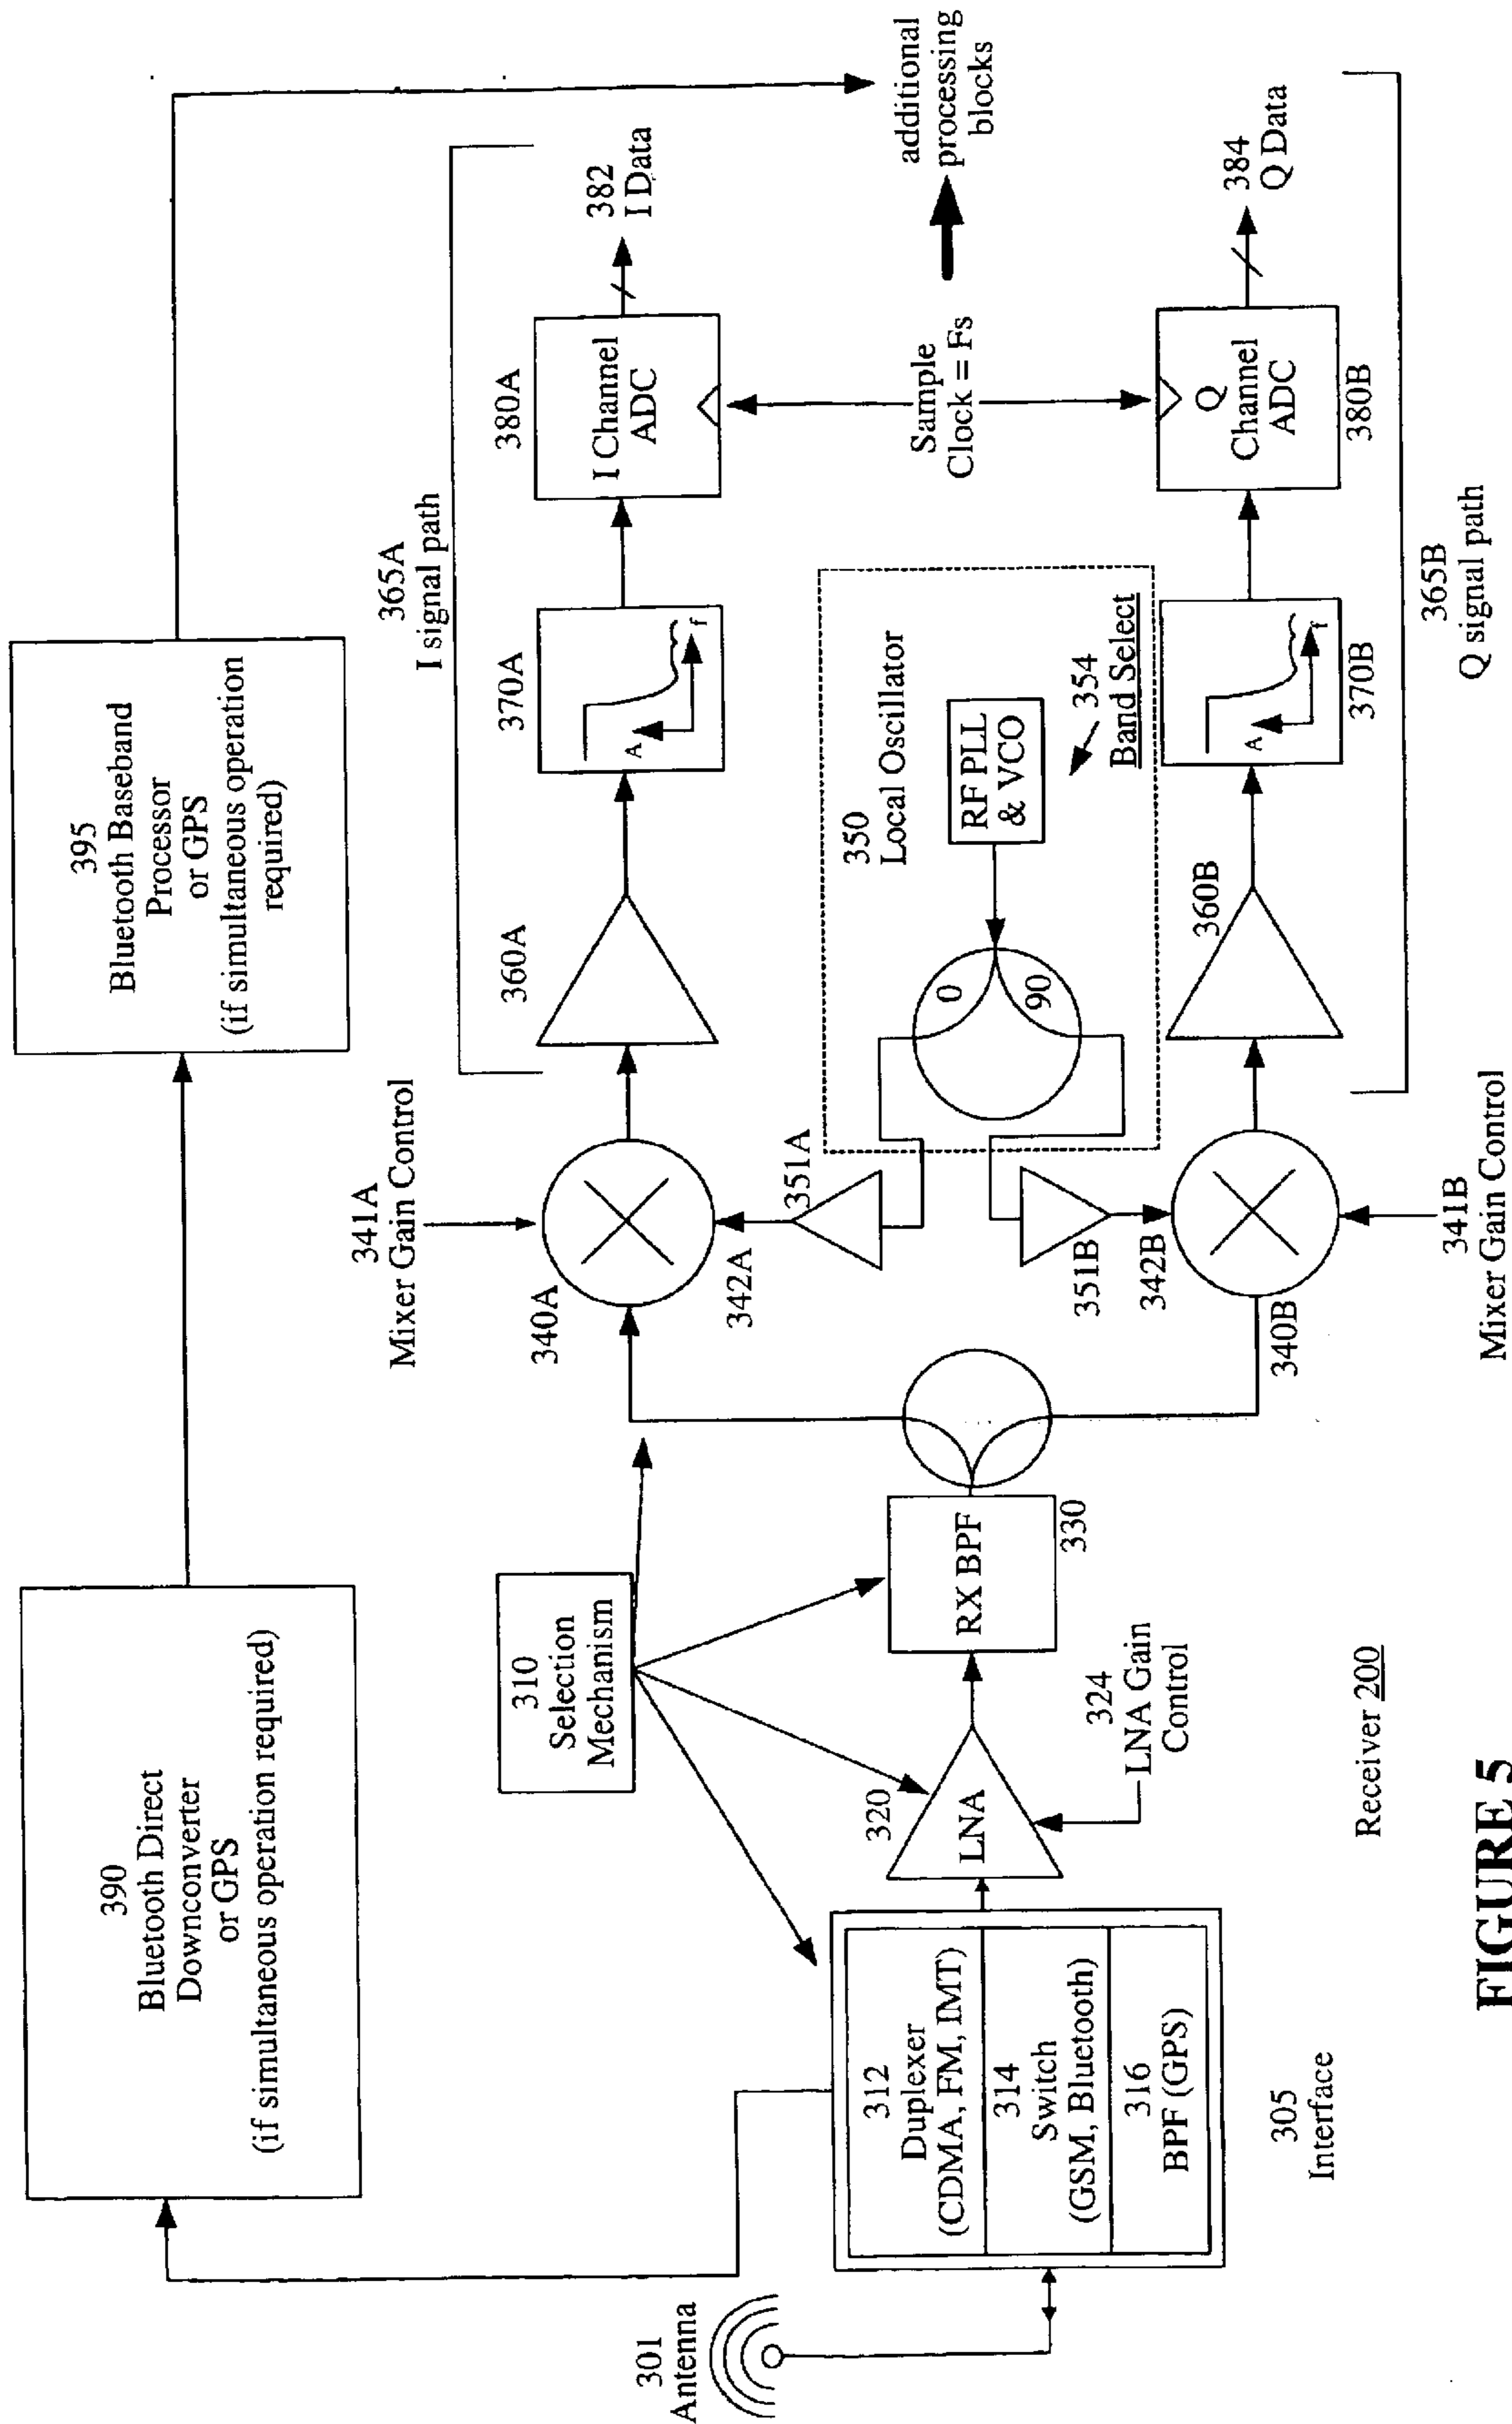 390
Bluetooth Direct
Downconverter
or GPS
(if simultaneous operation required)
395
Bluetooth Baseband
Processor
or GPS
(if simultaneous operation
required)
301
Antenna
312
Duplexer
(CDMA, FM, IMT)
314
Switch
(GSM, Bluetooth)
316
BPF (GPS)
305
Interface
310
Selection
Mechanism
320
LNA
324
LNA Gain
Control
RX BPF
330
341A
Mixer Gain Control
340A
342A
351A
351B
342B
340B
341B
Mixer Gain Control
365A
I signal path
360A
370A
A
f
380A
I Channel
ADC
382
I Data
350
Local Oscillator
0
90
RF PLL
& VCO
354
Band Select
Sample
Clock = Fs
additional
processing
blocks
360B
370B
A
f
Q
Channel
ADC
380B
384
Q Data
365B
Q signal path
Receiver 200
FIGURE 5